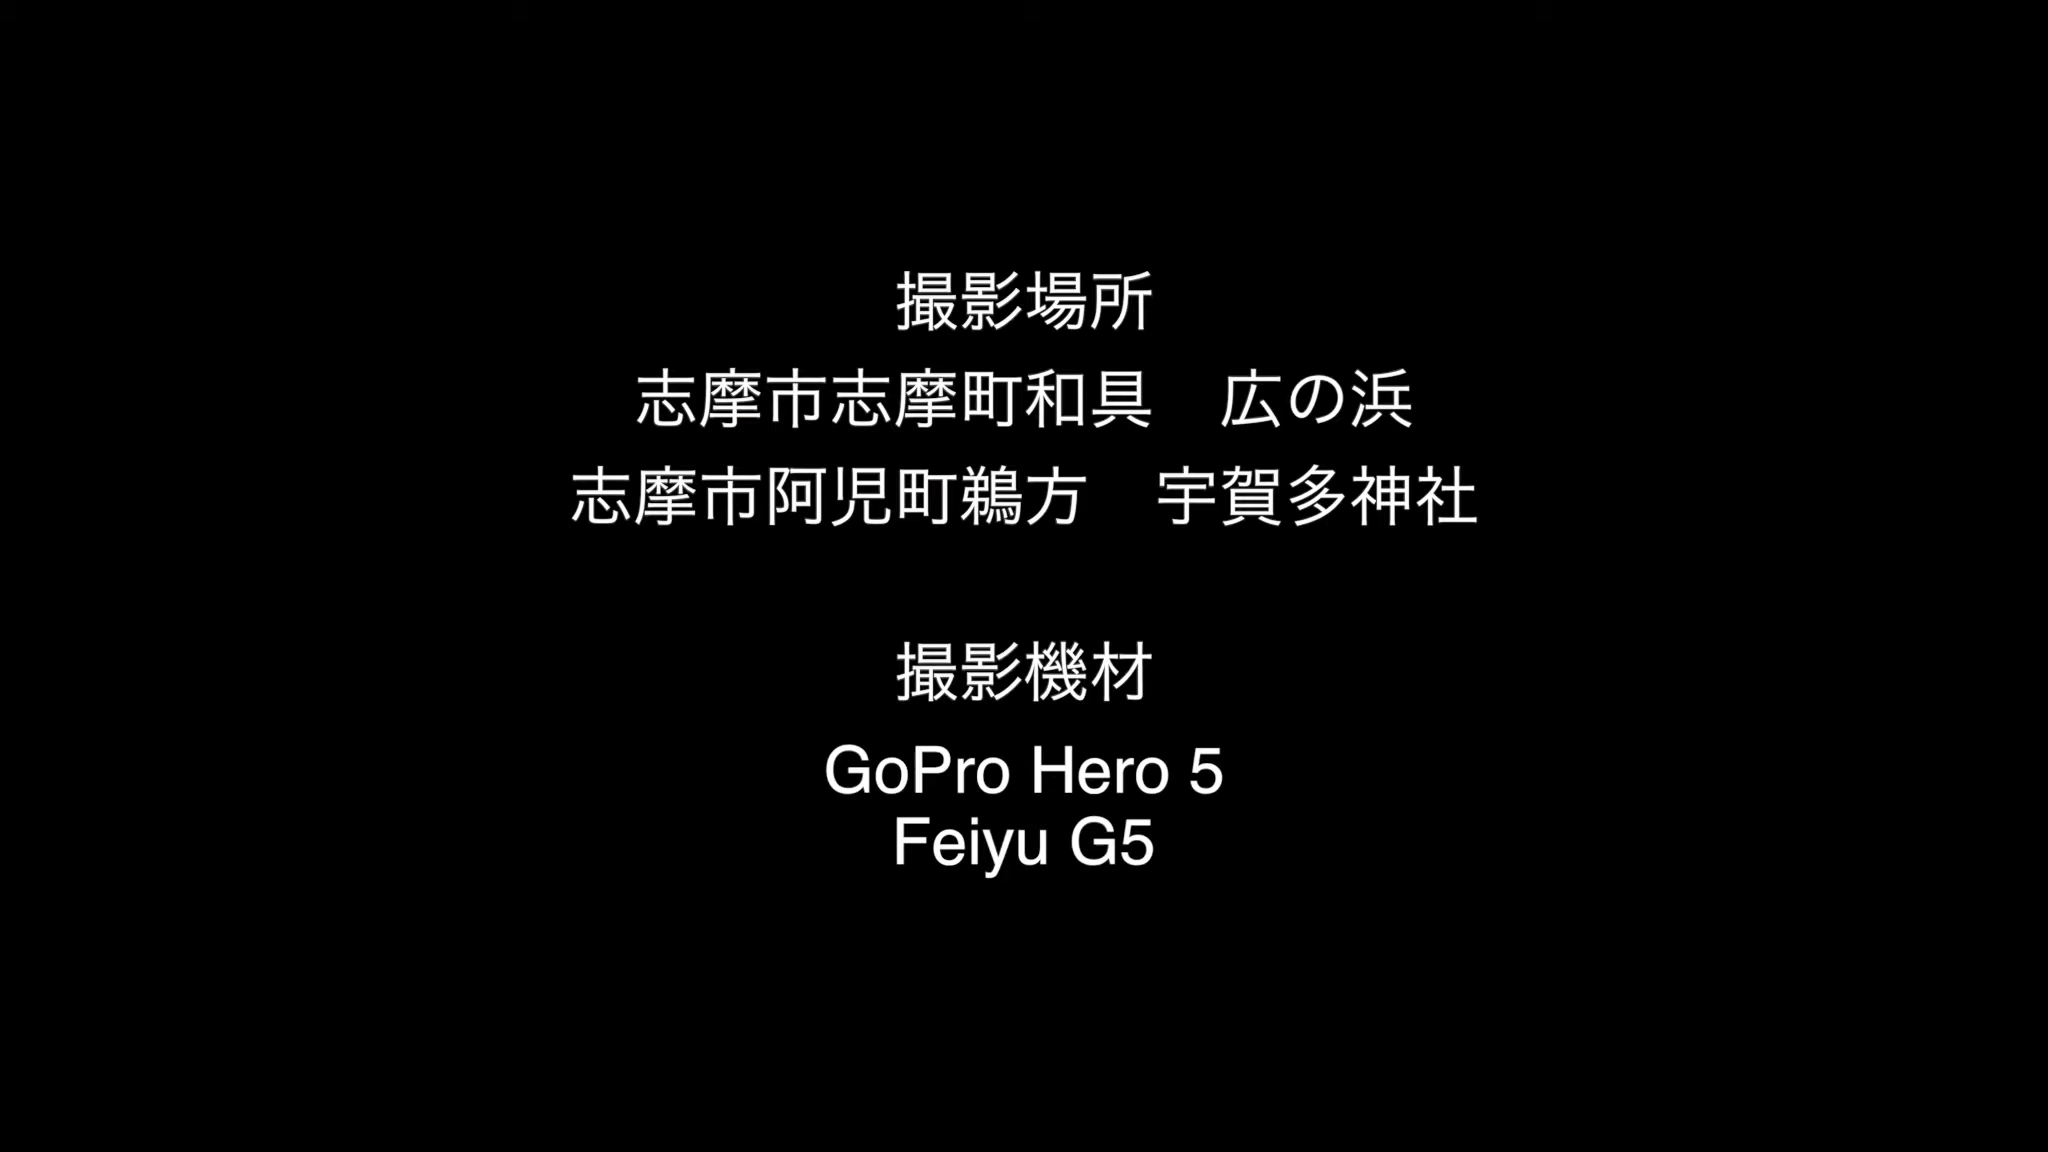 撮影場所
志摩市志摩町和具　広の浜
志摩市阿児町鵜方　宇賀多神社
撮影機材
GoPro Hero 5
Feiyu G5